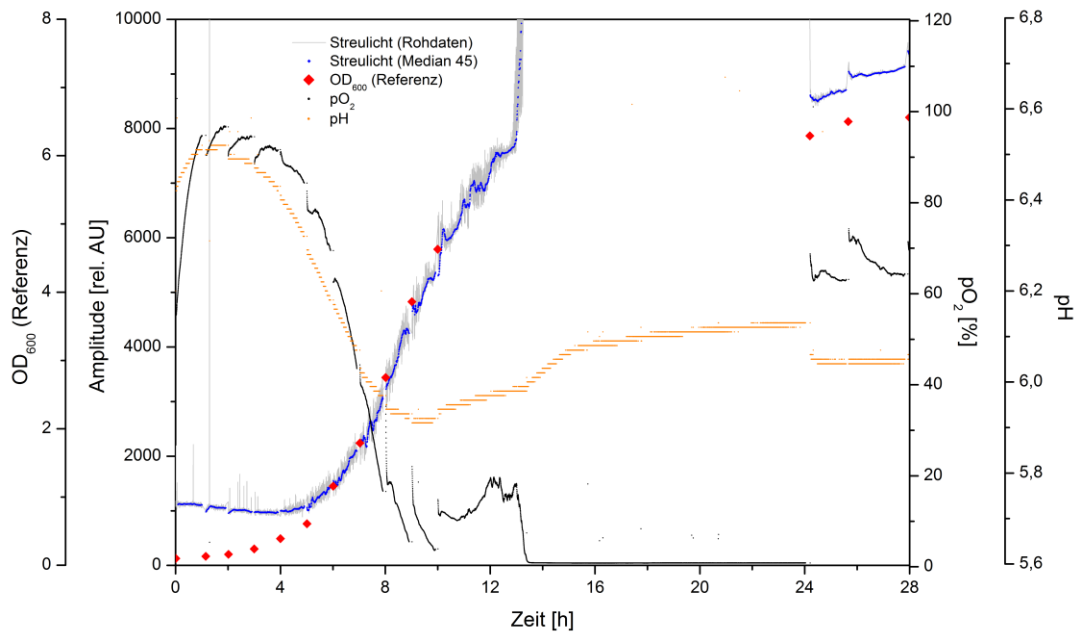 8
6
4
2
0
OD600 (Referenz)
10000
8000
6000
4000
2000
0
Amplitude [rel. AU]
Streulicht (Rohdaten)
Streulicht (Median 45)
OD600 (Referenz)
pO2
pH
0 4 8 12 16 20 24 28
Zeit [h]
120
100
80
60
40
20
0
pO2 [%]
6,8
6,6
6,4
6,2
6,0
5,8
5,6
pH